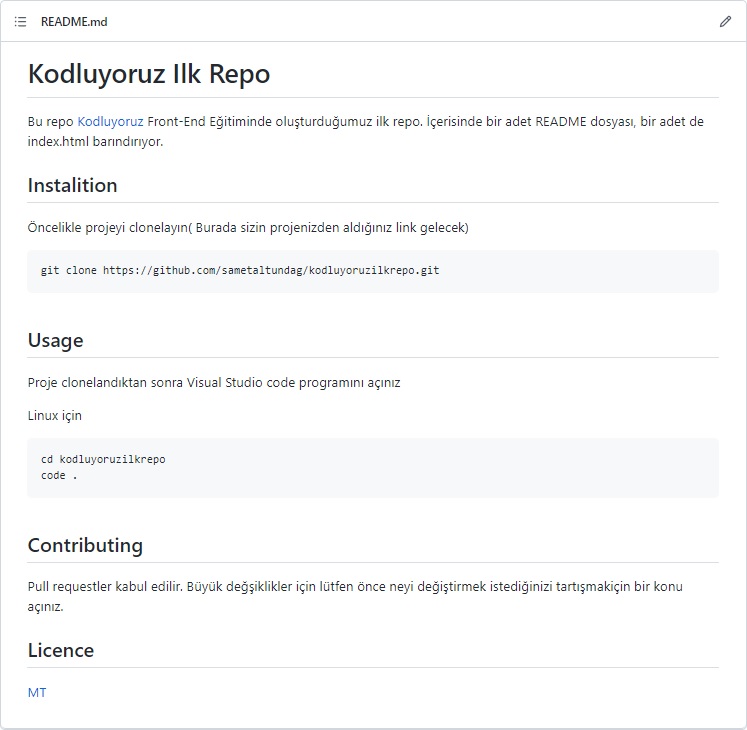 README.md
Kodluyoruz Ilk Repo
Bu repo Kodluyoruz Front-End Eğitiminde oluşturduğumuz ilk repo. İçerisinde bir adet README dosyası, bir adet de
index.html barındırıyor.
Instalition
Öncelikle projeyi clonelayın( Burada sizin projenizden aldığınız link gelecek)
git clone https://github.com/sametaltundag/kodluyoruzilkrepo.git
Usage
Proje clonelandıktan sonra Visual Studio code programını açınız
Linux için
cd kodluyoruzilkrepo
code .
Contributing
Pull requestler kabul edilir. Büyük değşiklikler için lütfen önce neyi değiştirmek istediğinizi tartışmakiçin bir konu
açınız.
Licence
MT